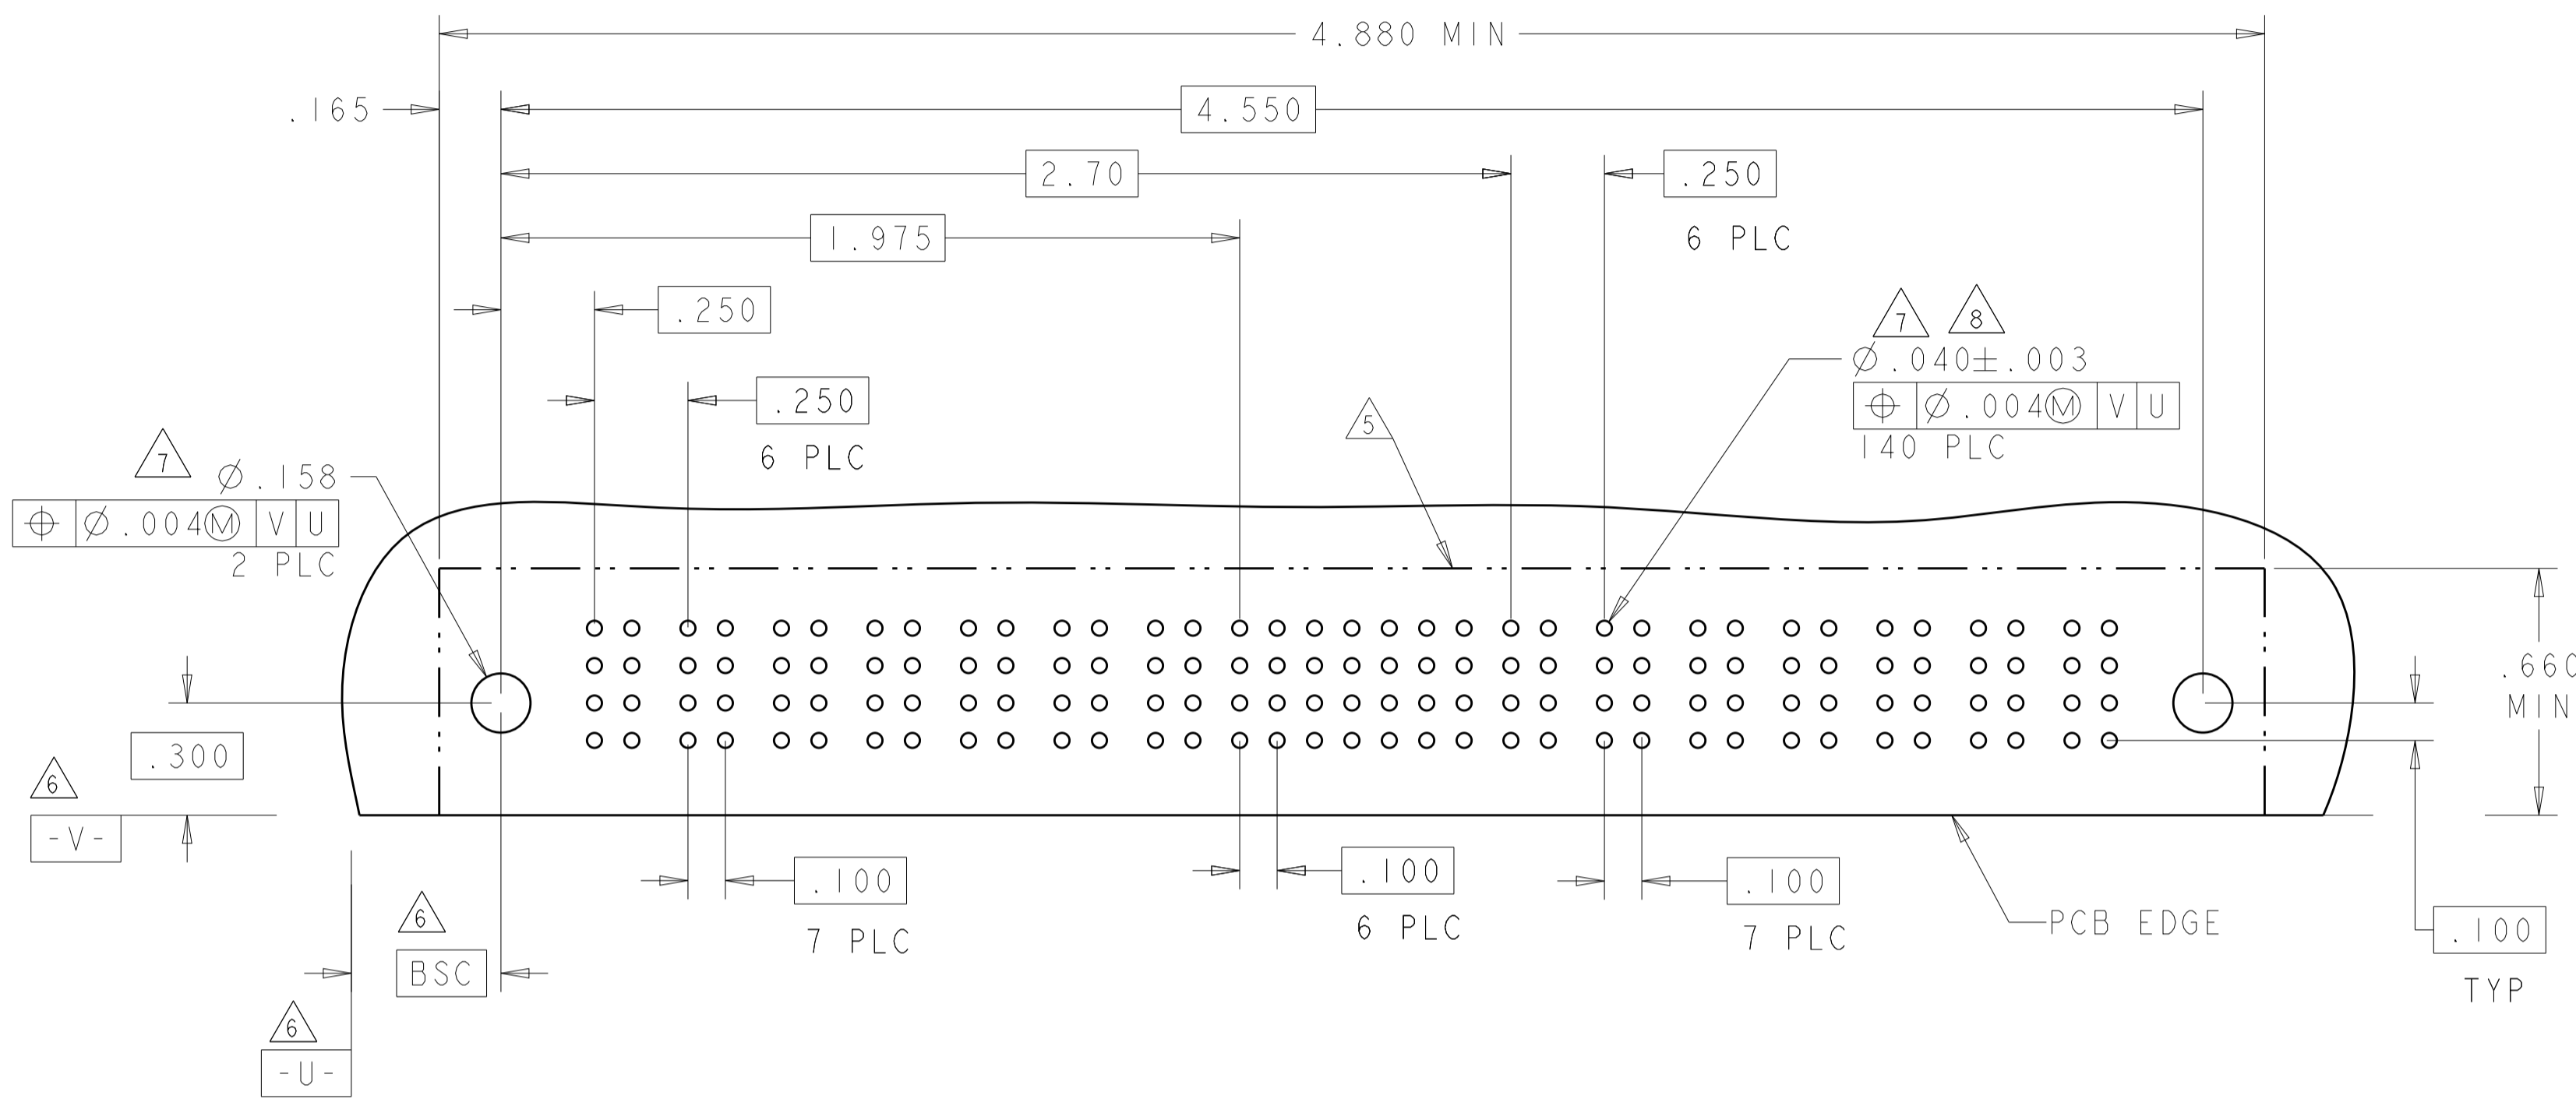 4.880 MIN
.165
4.550
2.70
.250
6 PLC
1.975
.250
7 8
⌀.040±.003
⌖ ⌀.004Ⓜ V U
140 PLC
.250
6 PLC
5
7
⌀.158
⌖ ⌀.004Ⓜ V U
2 PLC
.660
MIN
.300
6
-V-
.100
7 PLC
.100
6 PLC
.100
7 PLC
PCB EDGE
.100
TYP
6
BSC
6
-U-